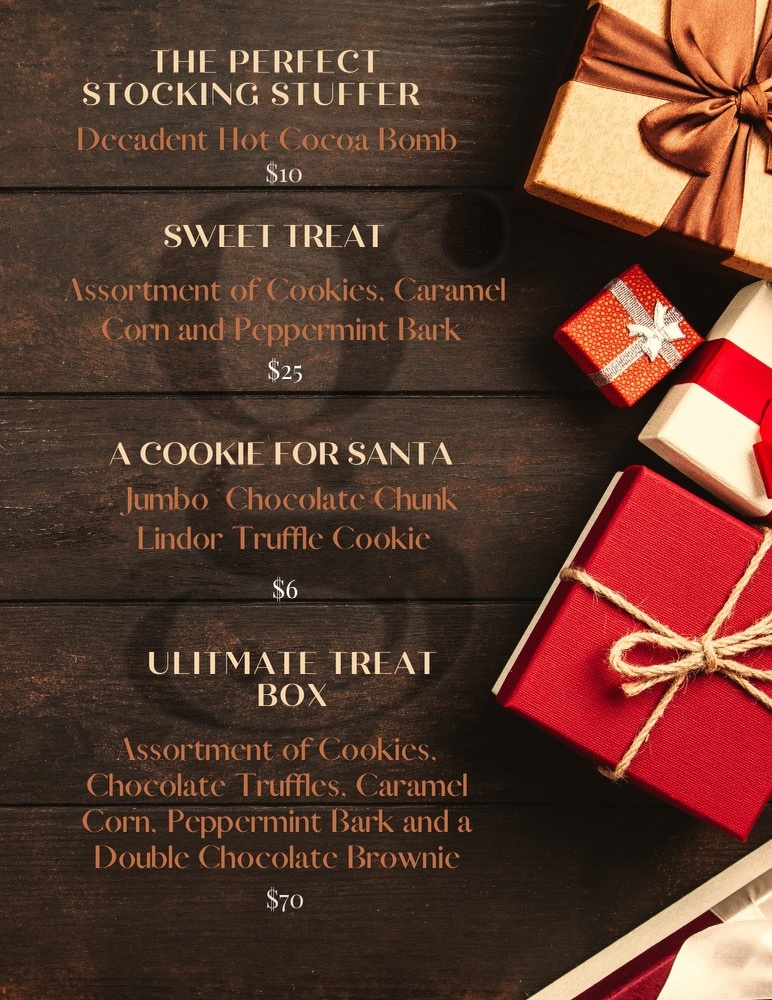 THE PERFECT
STOCKING STUFFER
Decadent Hot Cocoa Bomb
$10
SWEET TREAT
Assortment of Cookies, Caramel
Corn and Peppermint Bark
$25
A COOKIE FOR SANTA
Jumbo Chocolate Chunk
Lindor Truffle Cookie
$6
ULITMATE TREAT
BOX
Assortment of Cookies,
Chocolate Truffles, Caramel
Corn, Peppermint Bark and a
Double Chocolate Brownie
$70